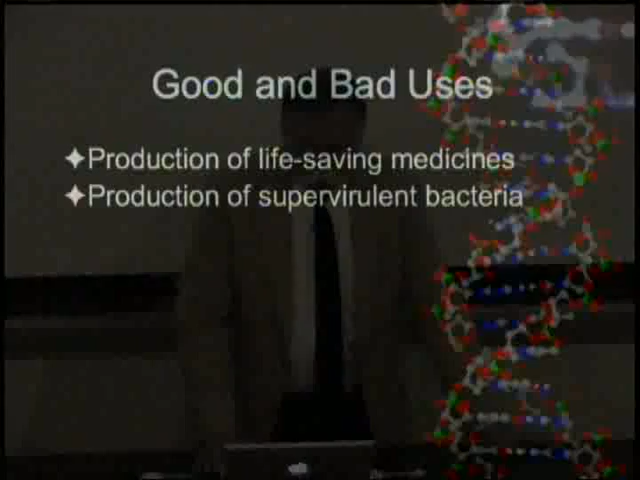 Good and Bad Uses
✦Production of life-saving medicines
✦Production of supervirulent bacteria